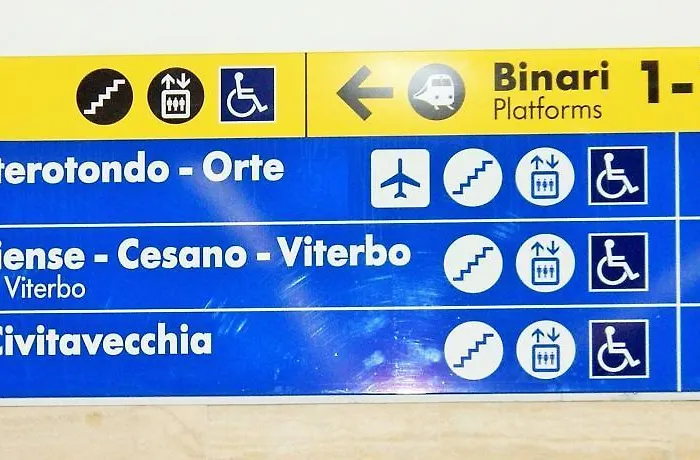 Binari 1-
Platforms
terotondo - Orte
iense - Cesano - Viterbo
Viterbo
Civitavecchia